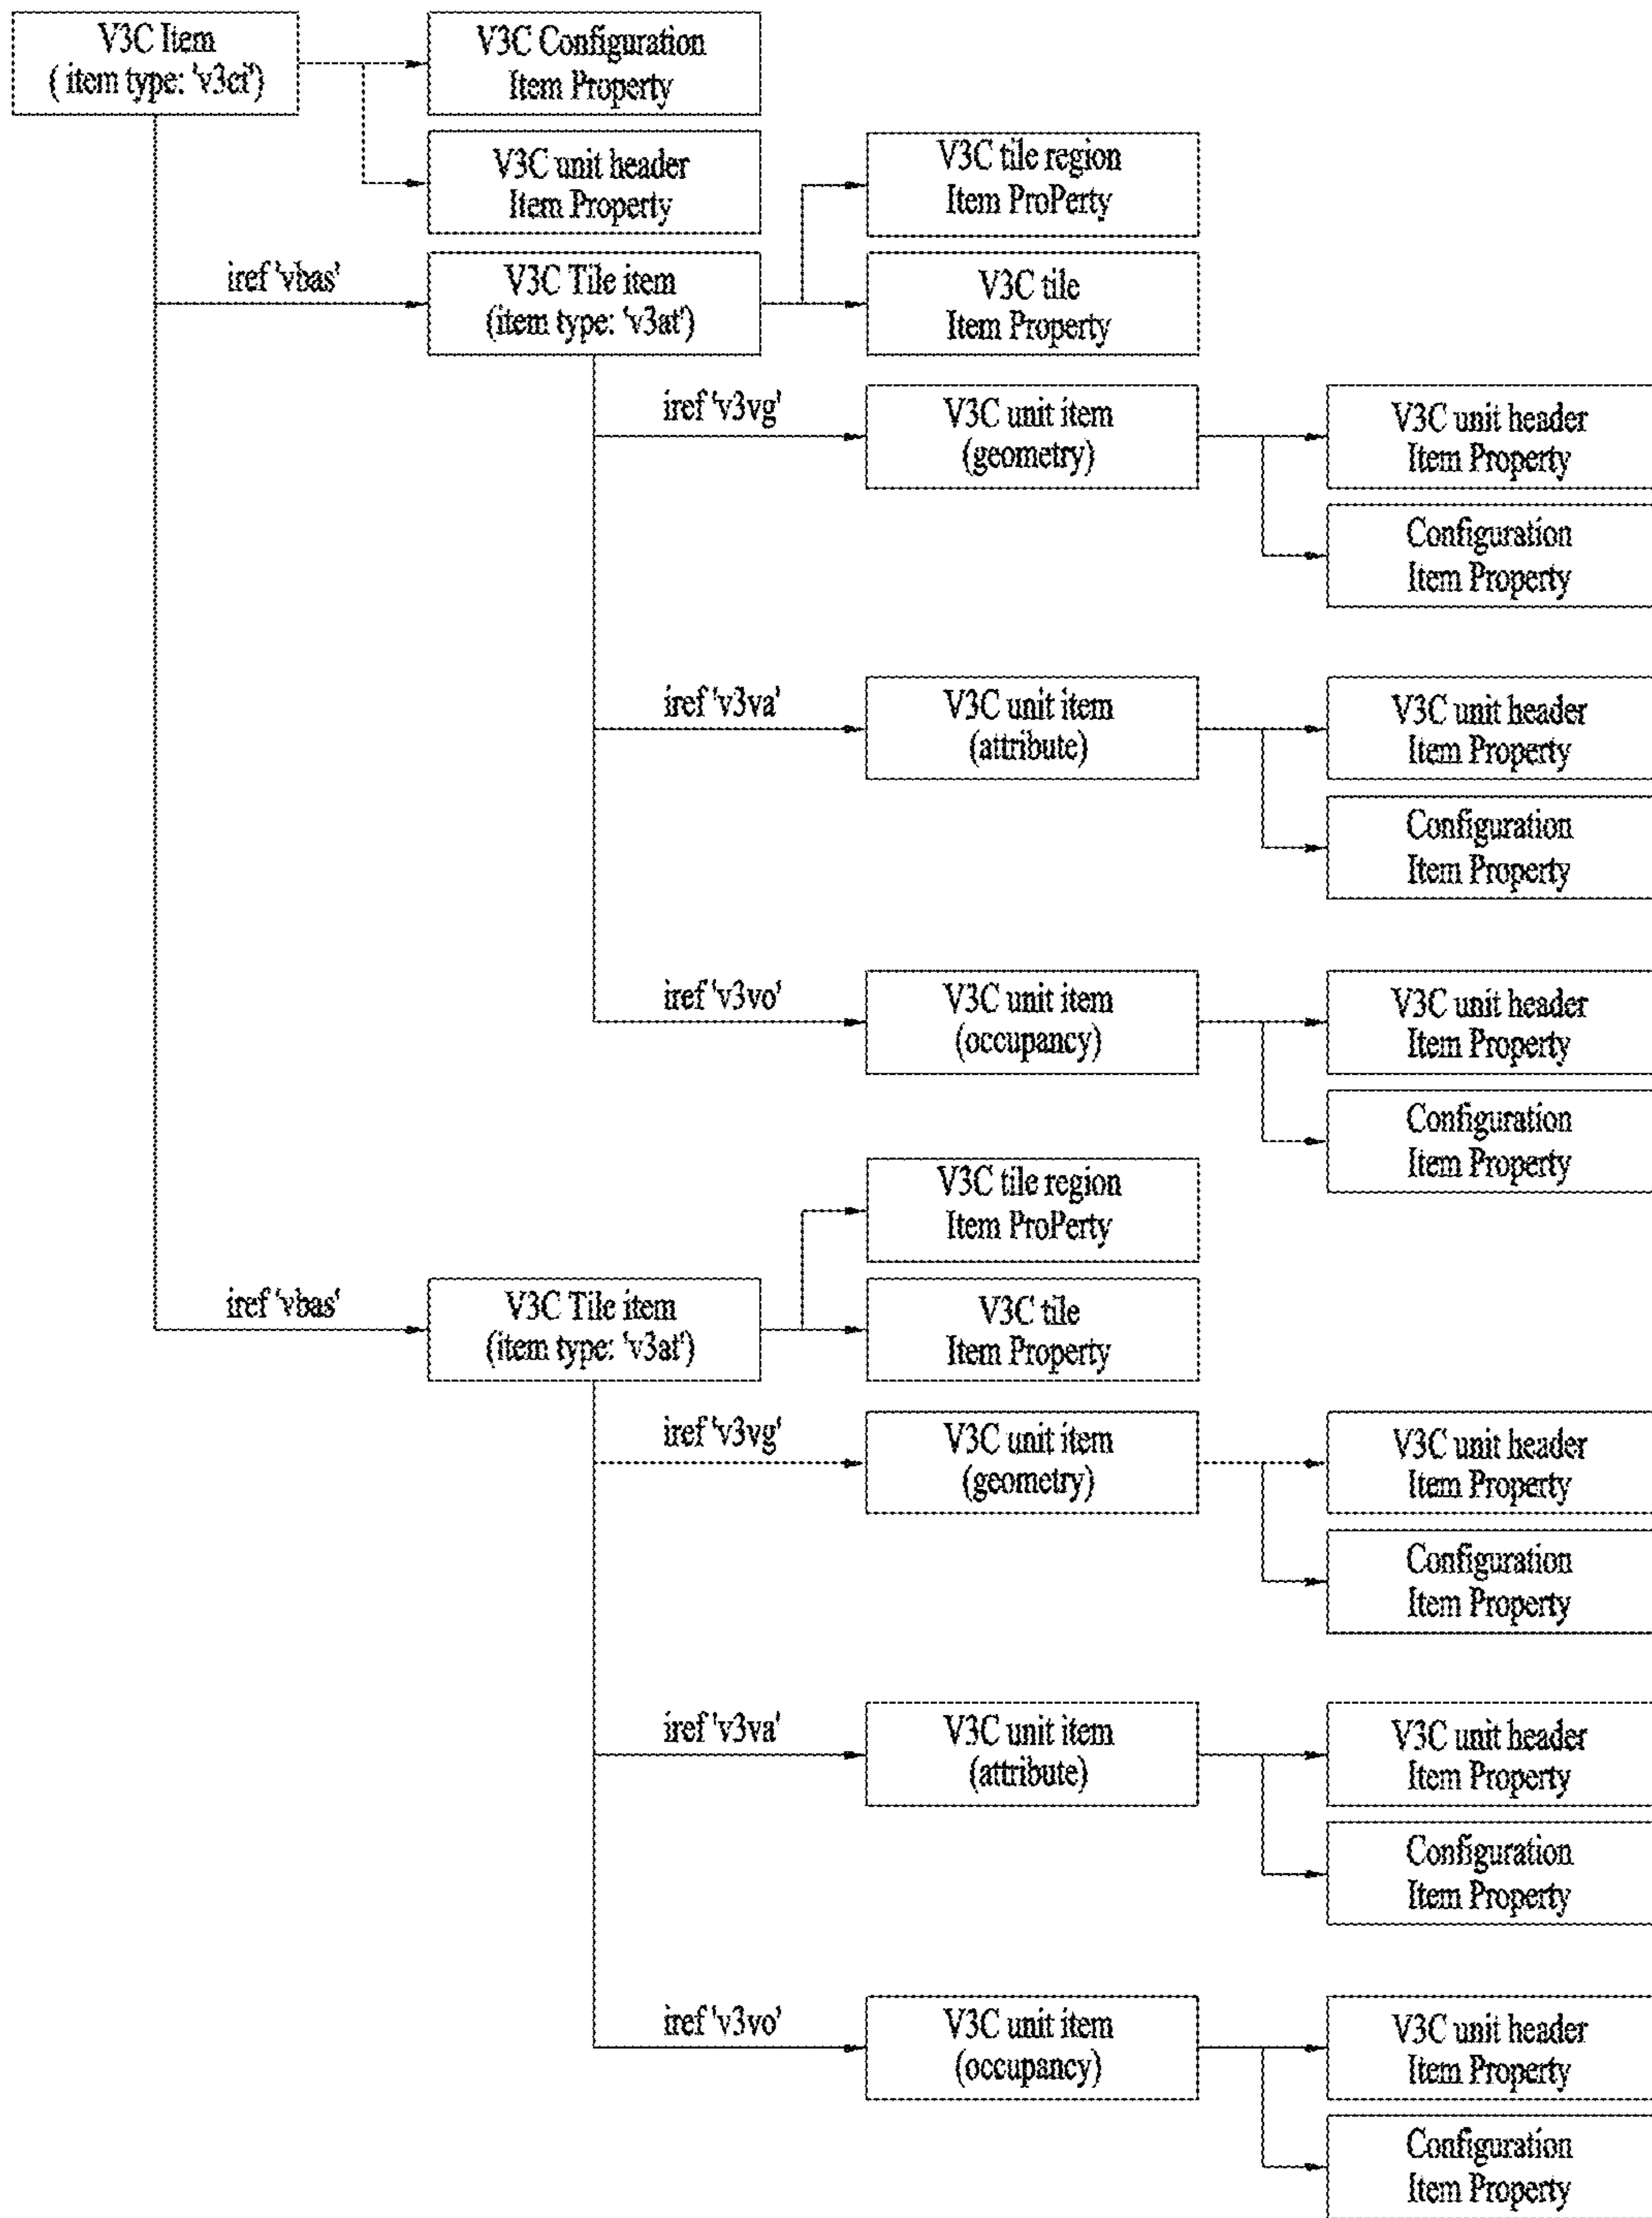 V3C Item
( item type: 'v3ct')
V3C Configuration
Item Property
V3C unit header
Item Property
V3C tile region
Item ProPerty
iref 'vbas'
V3C Tile item
(item type: 'v3at')
V3C tile
Item Property
iref 'v3vg'
V3C unit item
(geometry)
V3C unit header
Item Property
Configuration
Item Property
iref 'v3va'
V3C unit item
(attribute)
V3C unit header
Item Property
Configuration
Item Property
iref 'v3vo'
V3C unit item
(occupancy)
V3C unit header
Item Property
Configuration
Item Property
V3C tile region
Item ProPerty
iref 'vbas'
V3C Tile item
(item type: 'v3at')
V3C tile
Item Property
iref 'v3vg'
V3C unit item
(geometry)
V3C unit header
Item Property
Configuration
Item Property
iref 'v3va'
V3C unit item
(attribute)
V3C unit header
Item Property
Configuration
Item Property
iref 'v3vo'
V3C unit item
(occupancy)
V3C unit header
Item Property
Configuration
Item Property